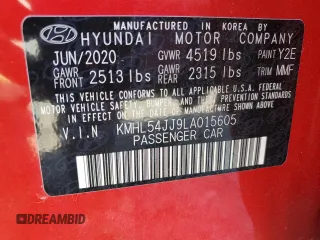 MADE IN KOREA
HYUNDAI MOTOR COMPANY
JUN/2020 GVWR 4519 lbs PAINT Y2E
GAWR FRONT 2513 lbs GAWR REAR 2315 lbs TRIM MMF
THIS VEHICLE CONFORMS TO ALL APPLICABLE
U.S. FEDERAL MOTOR VEHICLE SAFETY, BUMPER,
AND THEFT PREVENTION STANDARDS IN EFFECT ON
THE DATE OF MANUFACTURE SHOWN ABOVE.
V.I.N KMHL54JJ9LA015605
PASSENGER CAR
DREAMBID